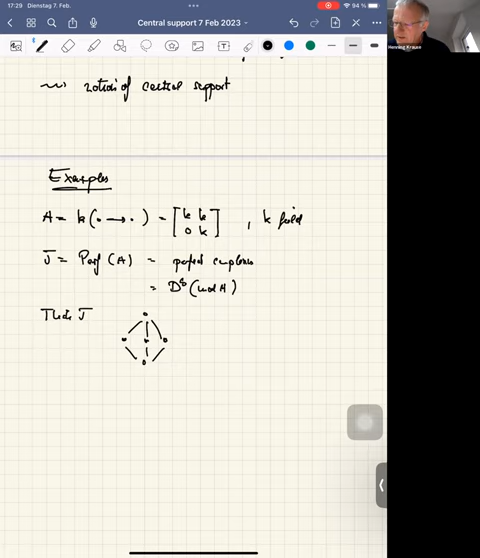 17:29 Dienstag 7. Feb.
94 %
Central support 7 Feb 2023
Henning Krause
⇝ notion of central support
Examples
A = k(∘ → ·) = [k k; 0 k], k field
T = Perf(A) = perfect complexes
= Dᵇ(mod A)
Thick T